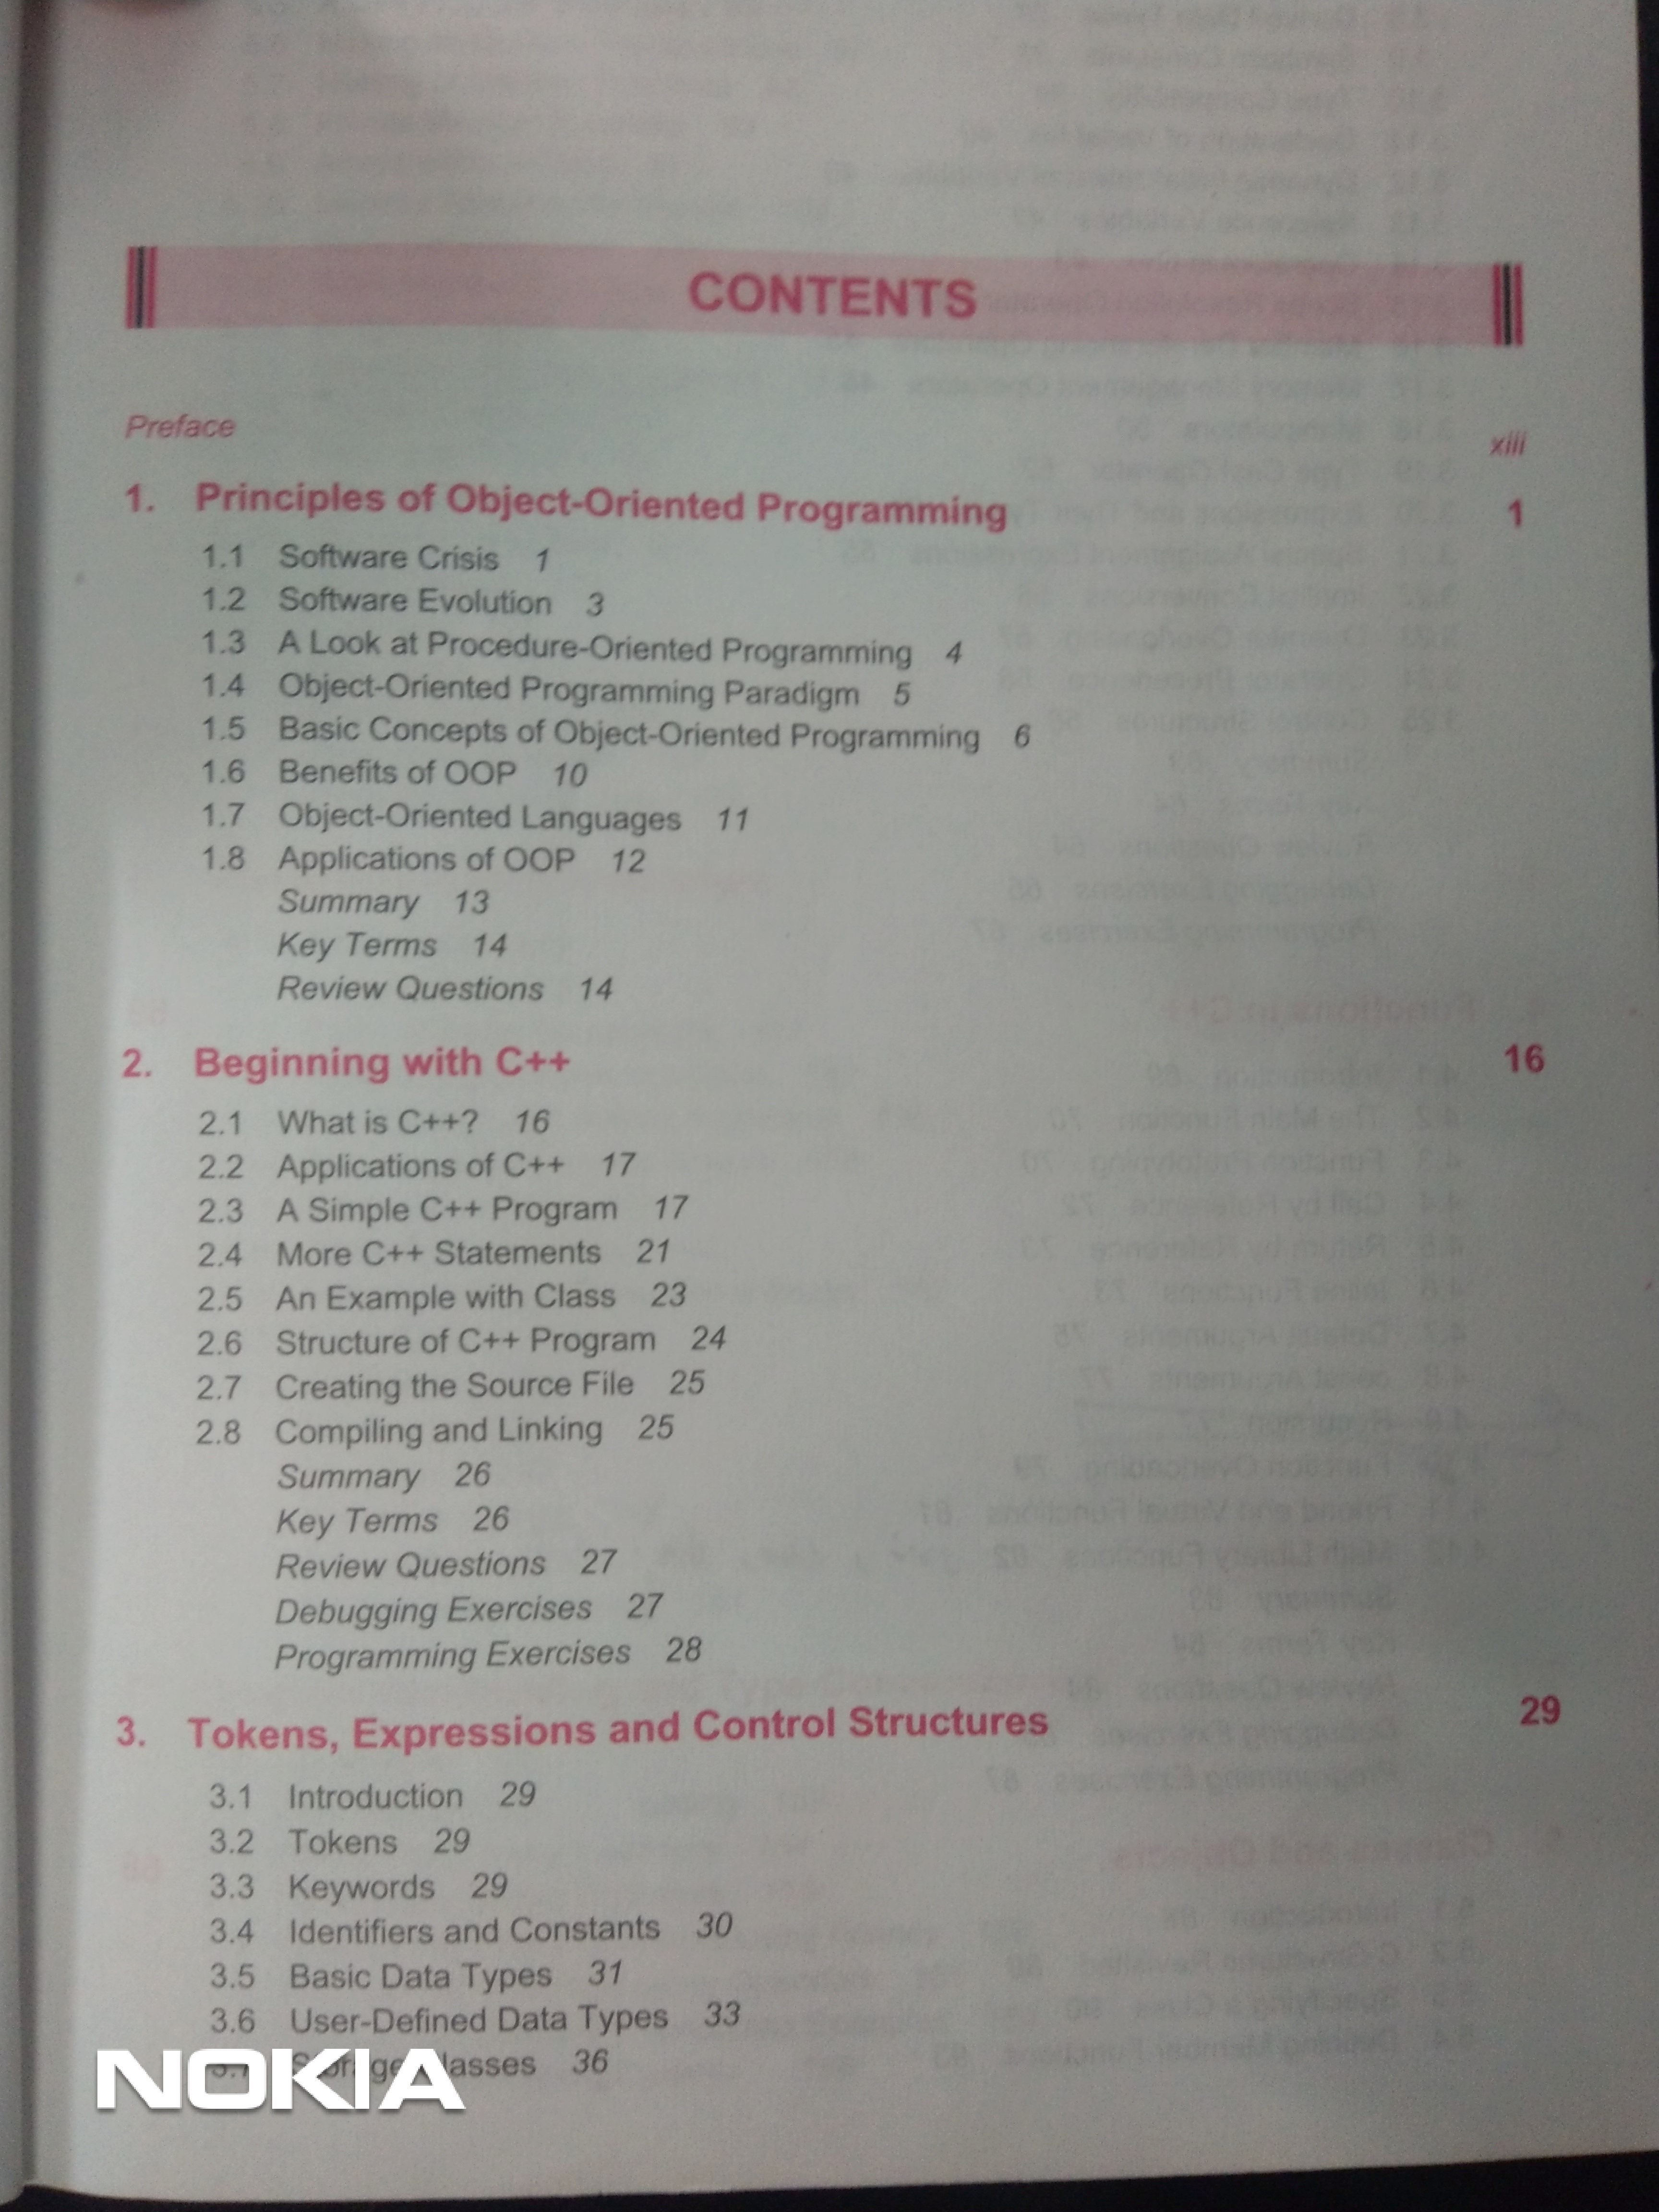 CONTENTS
Preface xiii
1. Principles of Object-Oriented Programming 1
1.1 Software Crisis 1
1.2 Software Evolution 3
1.3 A Look at Procedure-Oriented Programming 4
1.4 Object-Oriented Programming Paradigm 5
1.5 Basic Concepts of Object-Oriented Programming 6
1.6 Benefits of OOP 10
1.7 Object-Oriented Languages 11
1.8 Applications of OOP 12
Summary 13
Key Terms 14
Review Questions 14
2. Beginning with C++ 16
2.1 What is C++? 16
2.2 Applications of C++ 17
2.3 A Simple C++ Program 17
2.4 More C++ Statements 21
2.5 An Example with Class 23
2.6 Structure of C++ Program 24
2.7 Creating the Source File 25
2.8 Compiling and Linking 25
Summary 26
Key Terms 26
Review Questions 27
Debugging Exercises 27
Programming Exercises 28
3. Tokens, Expressions and Control Structures 29
3.1 Introduction 29
3.2 Tokens 29
3.3 Keywords 29
3.4 Identifiers and Constants 30
3.5 Basic Data Types 31
3.6 User-Defined Data Types 33
3.7 Storage Classes 36
NOKIA